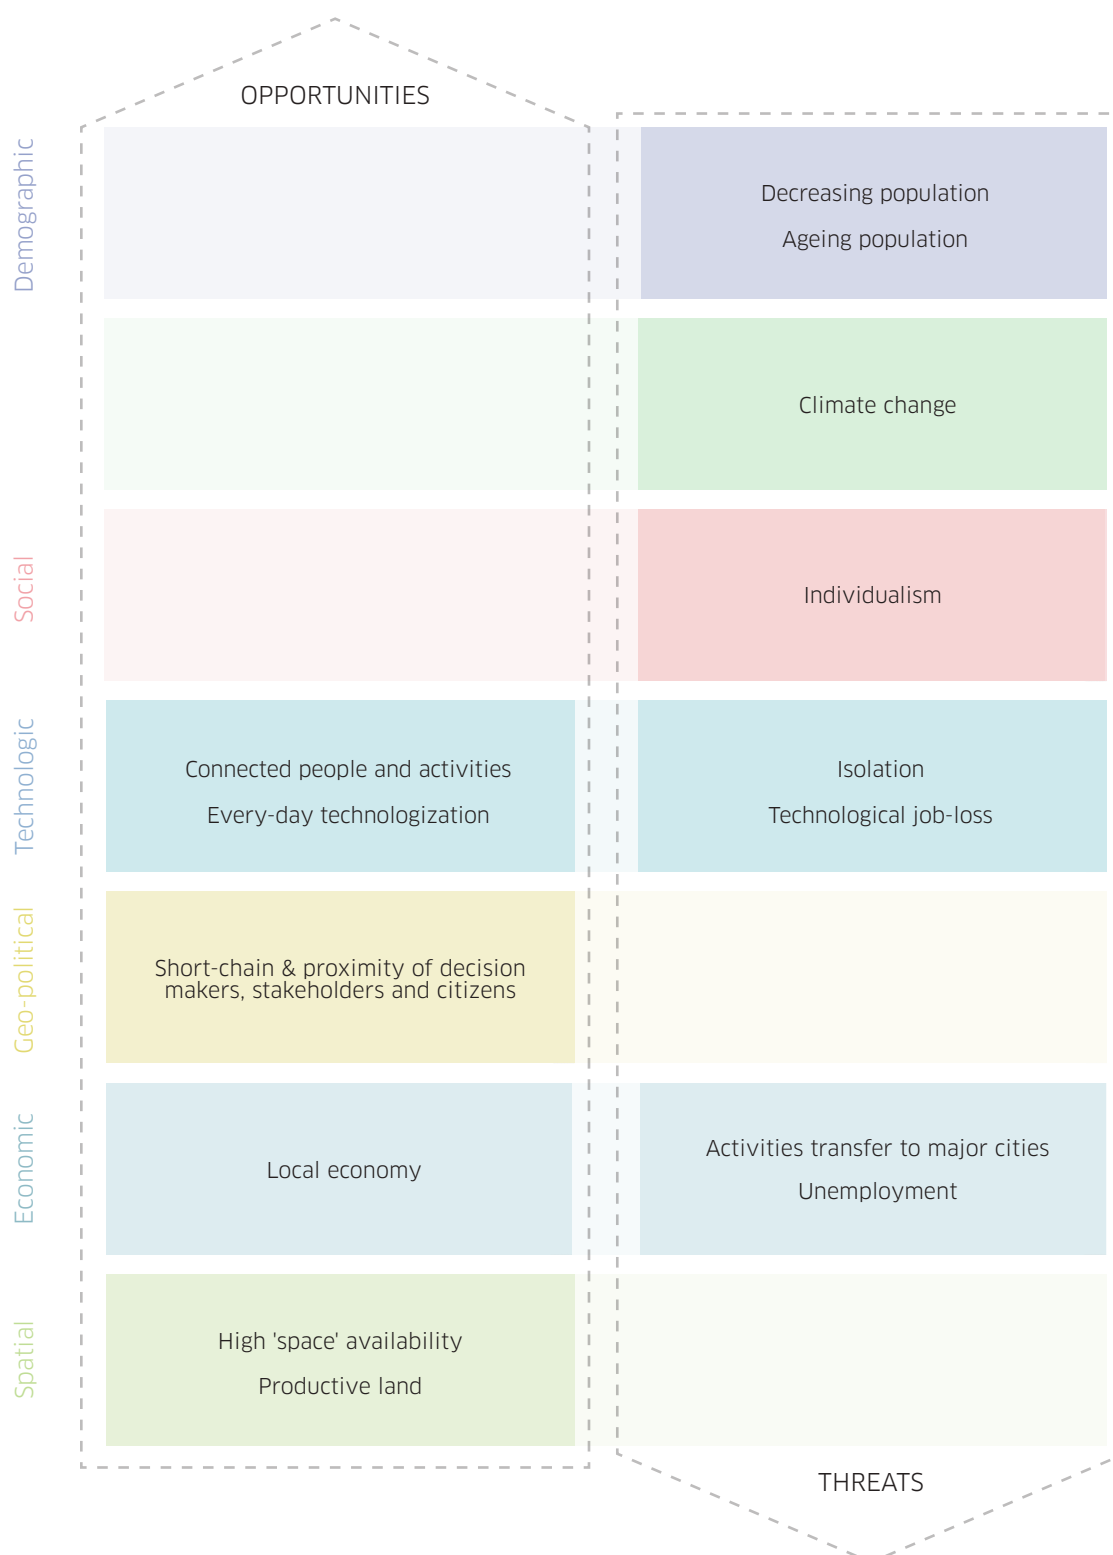 OPPORTUNITIES
Demographic
Decreasing population
Ageing population
Climate change
Social
Individualism
Technologic
Connected people and activities
Every-day technologization
Isolation
Technological job-loss
Geo-political
Short-chain & proximity of decision
makers, stakeholders and citizens
Economic
Local economy
Activities transfer to major cities
Unemployment
Spatial
High 'space' availability
Productive land
THREATS